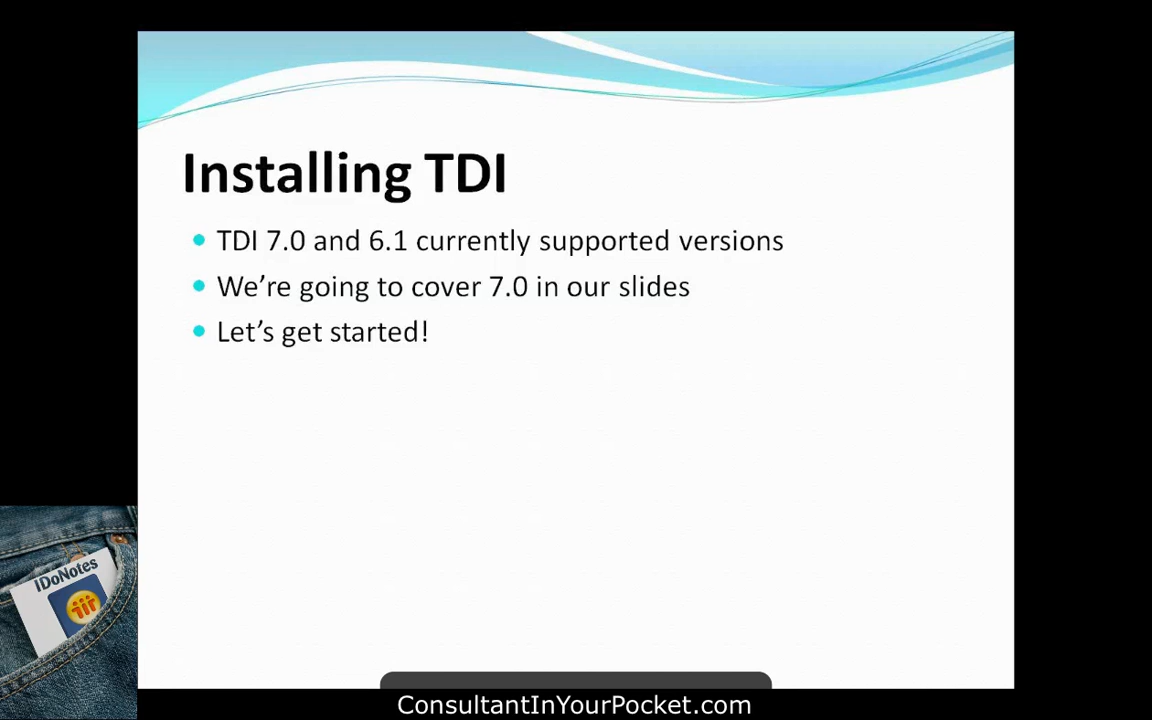 Installing TDI
TDI 7.0 and 6.1 currently supported versions
We're going to cover 7.0 in our slides
Let's get started!
IDoNotes
ConsultantInYourPocket.com